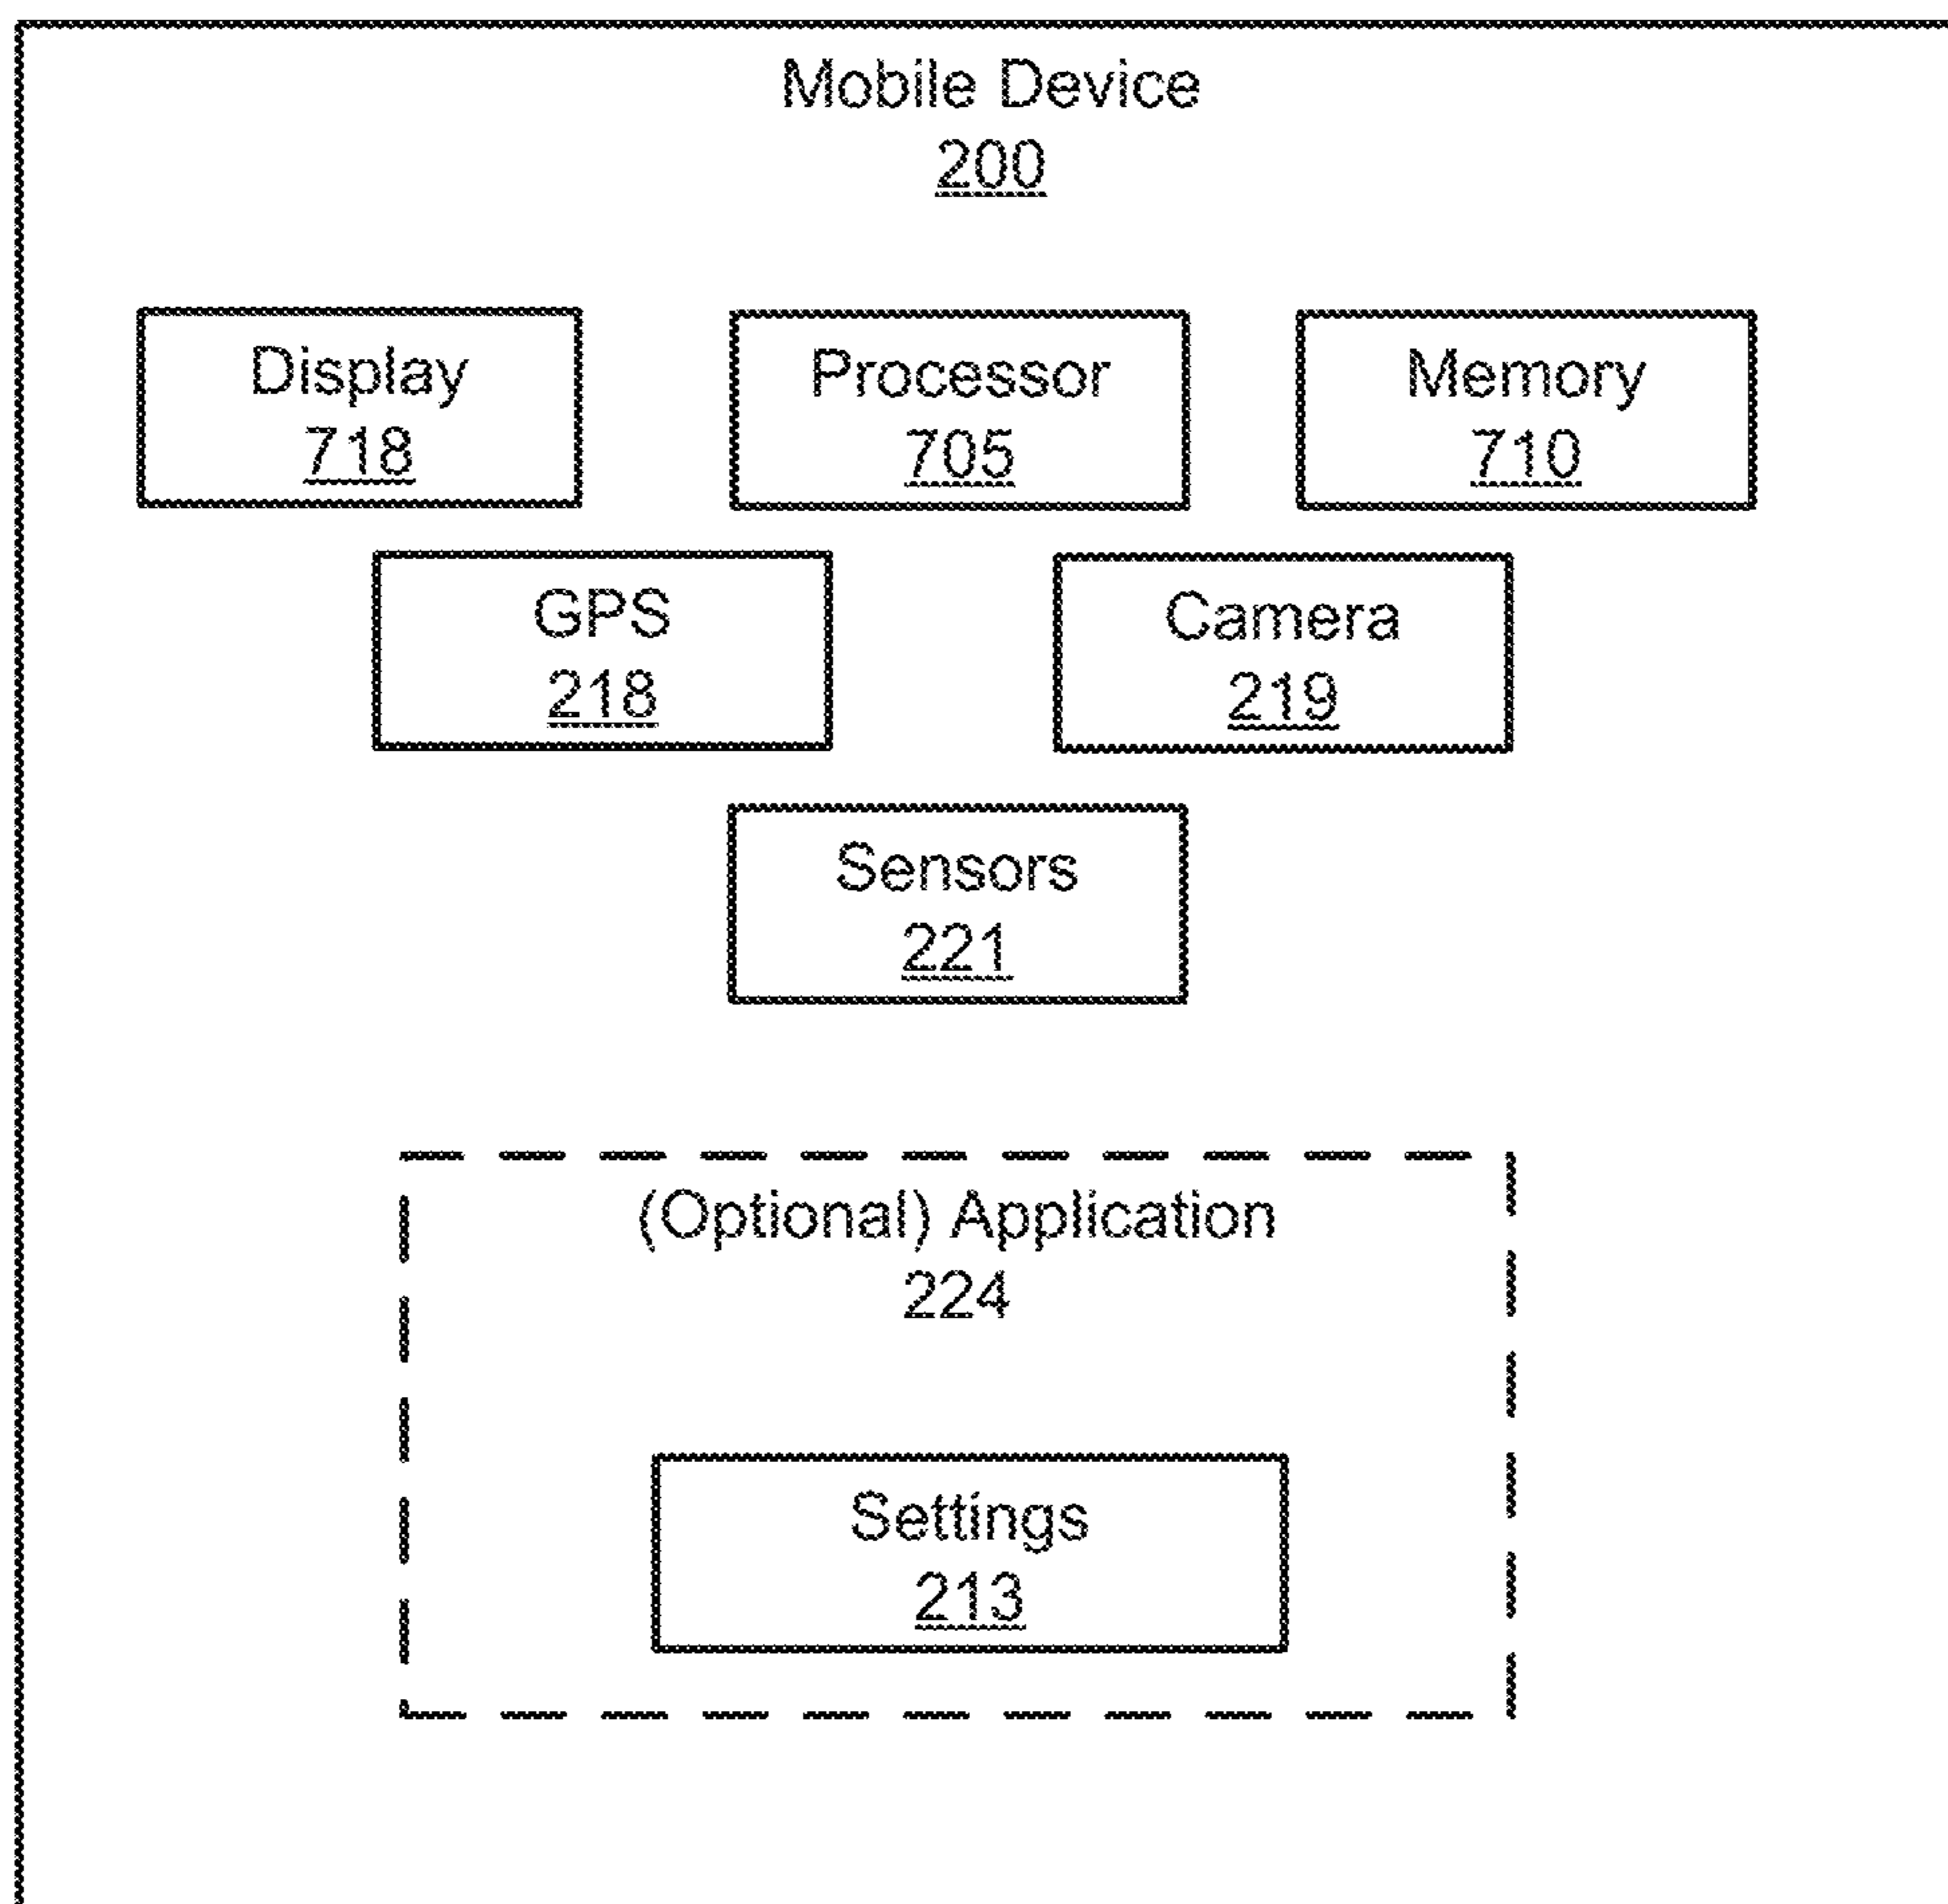 Mobile Device
200
Display
718
Processor
705
Memory
710
GPS
218
Camera
219
Sensors
221
(Optional) Application
224
Settings
213